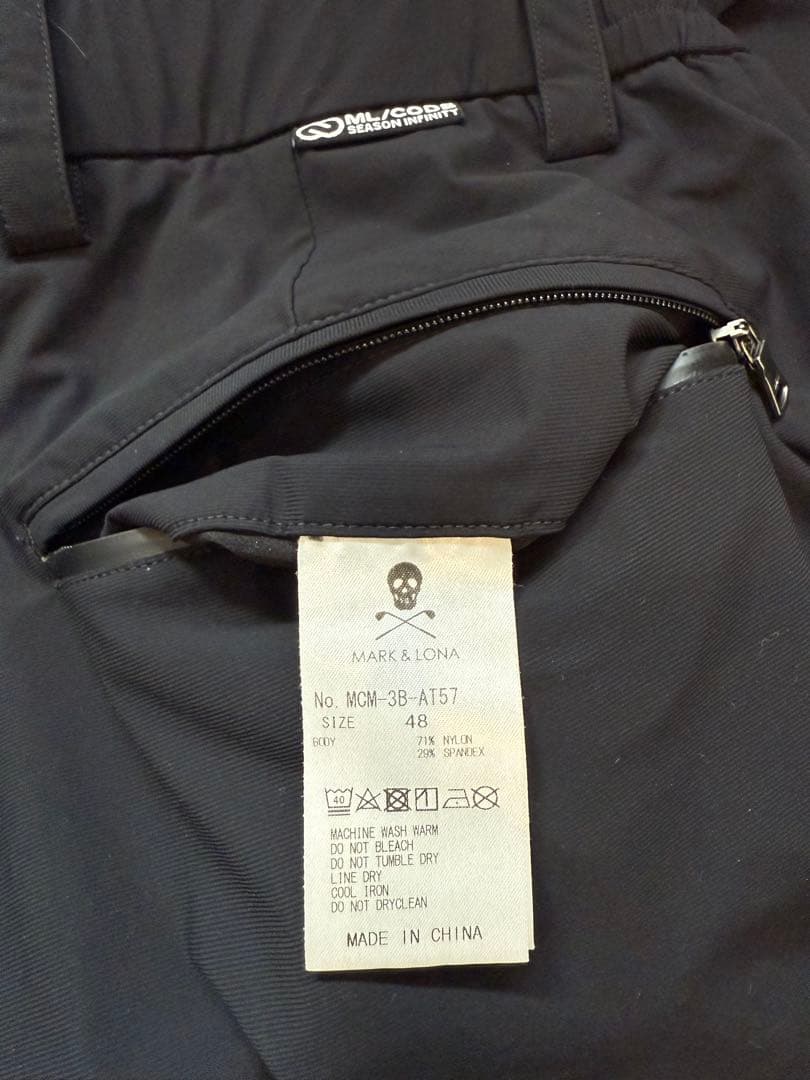 ML/CODE
SEASON INFINITY
MARK & LONA
No. MCM-3B-AT57
SIZE 48
BODY 71% NYLON
29% SPANDEX
40
MACHINE WASH WARM
DO NOT BLEACH
DO NOT TUMBLE DRY
LINE DRY
COOL IRON
DO NOT DRYCLEAN
MADE IN CHINA